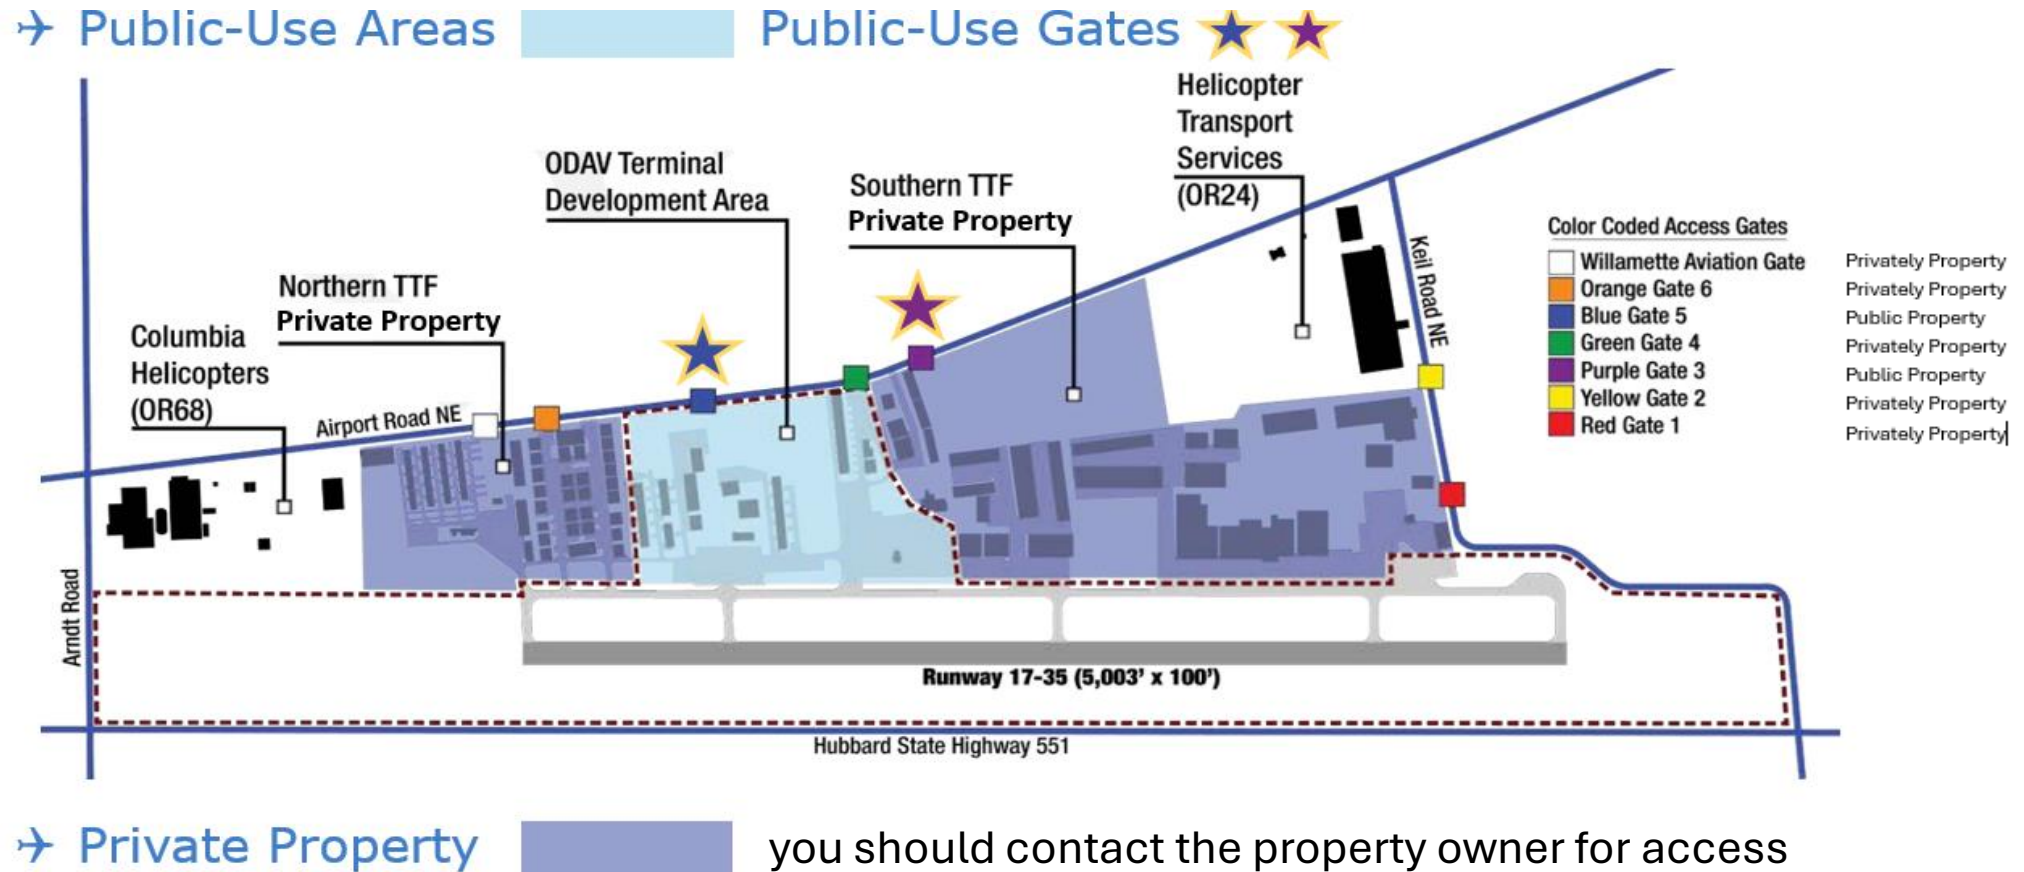 Public-Use Areas
Public-Use Gates
Helicopter
Transport
Services
(OR24)
ODAV Terminal
Development Area
Southern TTF
Private Property
Northern TTF
Private Property
Columbia
Helicopters
(OR68)
Airport Road NE
Keil Road NE
Arndt Road
Color Coded Access Gates
Willamette Aviation Gate Privately Property
Orange Gate 6 Privately Property
Blue Gate 5 Public Property
Green Gate 4 Privately Property
Purple Gate 3 Public Property
Yellow Gate 2 Privately Property
Red Gate 1 Privately Property
Runway 17-35 (5,003' x 100')
Hubbard State Highway 551
Private Property
you should contact the property owner for access